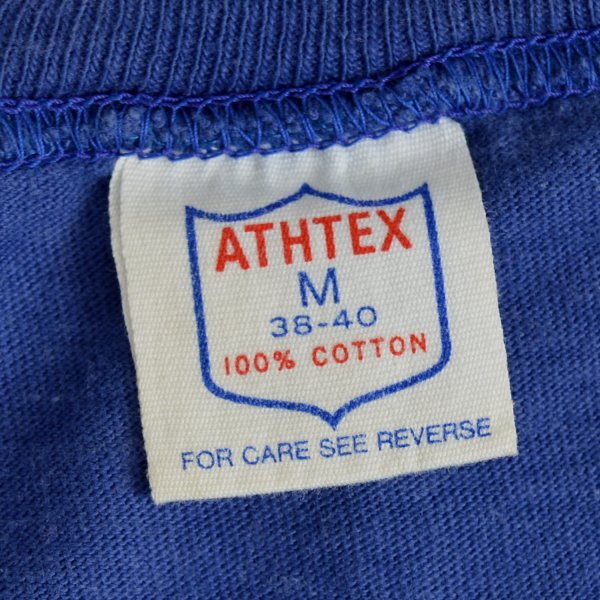 ATHTEX
M
38-40
100% COTTON
FOR CARE SEE REVERSE